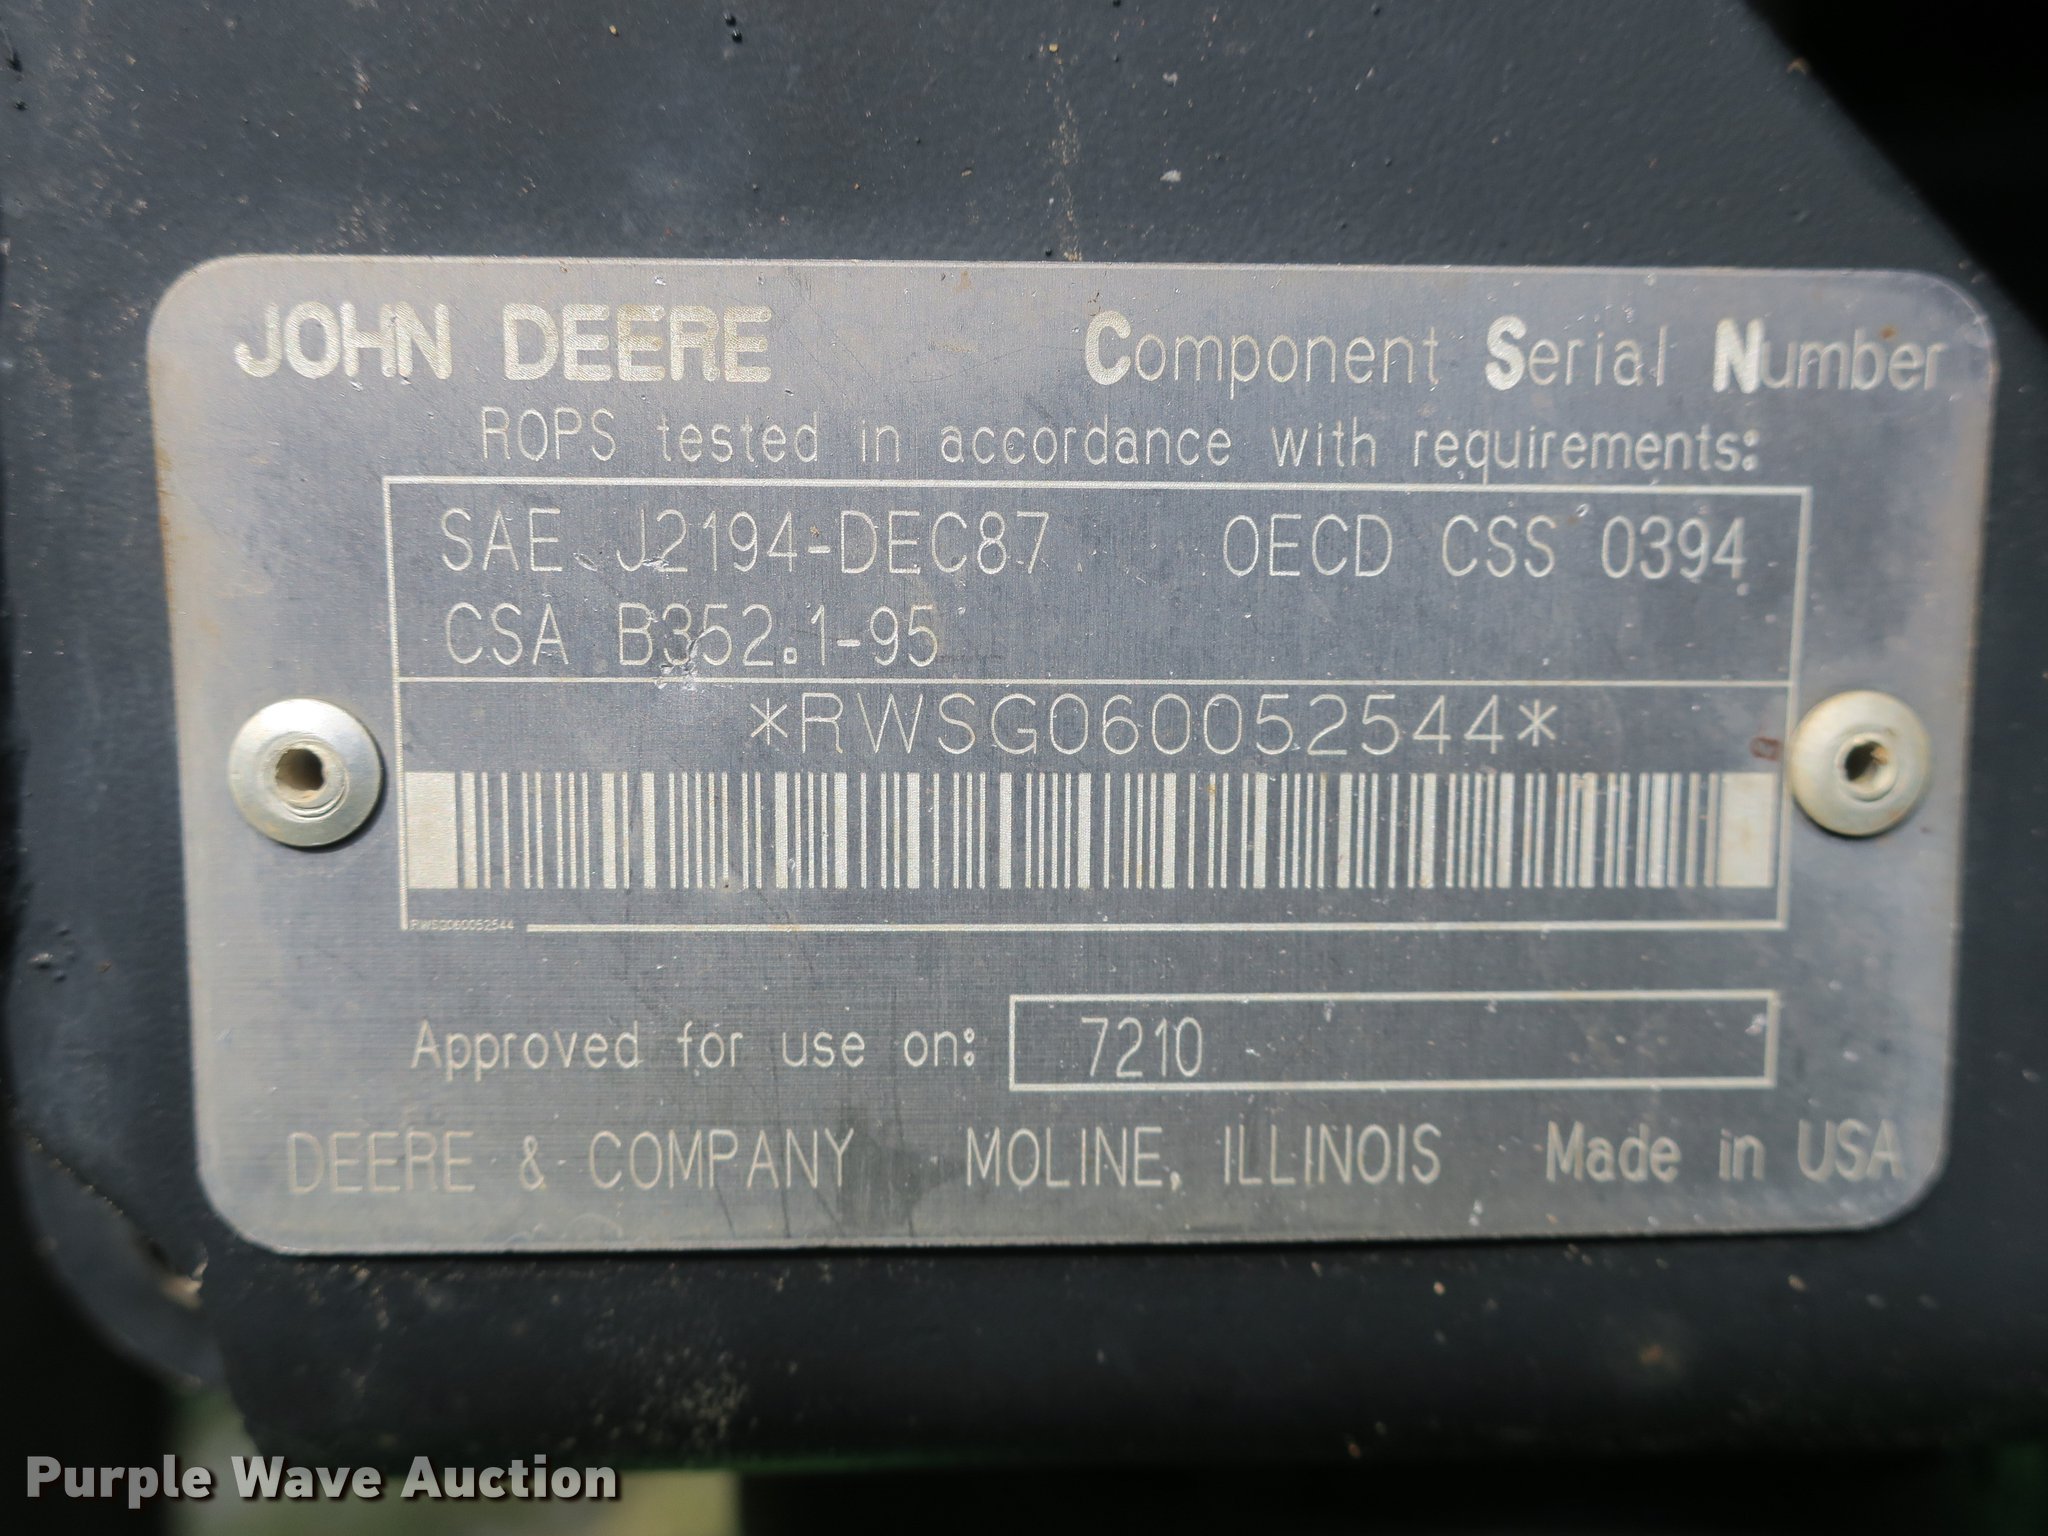 JOHN DEERE Component Serial Number
ROPS tested in accordance with requirements:
SAE J2194-DEC87 OECD CSS 0394
CSA B352.1-95
*RWSG060052544*
RWSG060052544
Approved for use on: 7210
DEERE & COMPANY MOLINE, ILLINOIS Made in USA
Purple Wave Auction